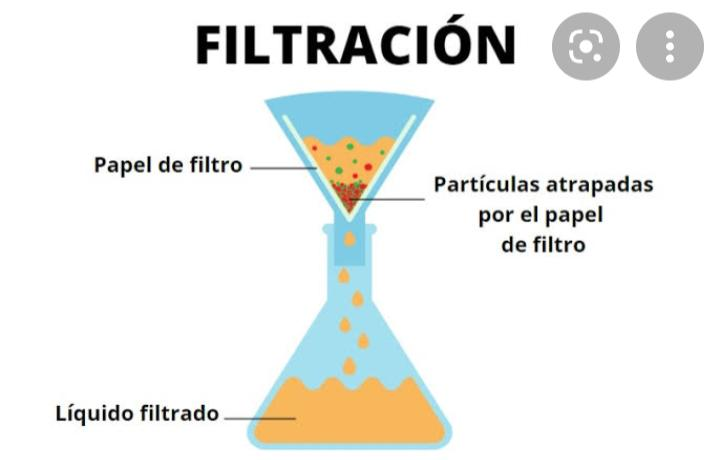 FILTRACIÓN
Papel de filtro
Partículas atrapadas
por el papel
de filtro
Líquido filtrado